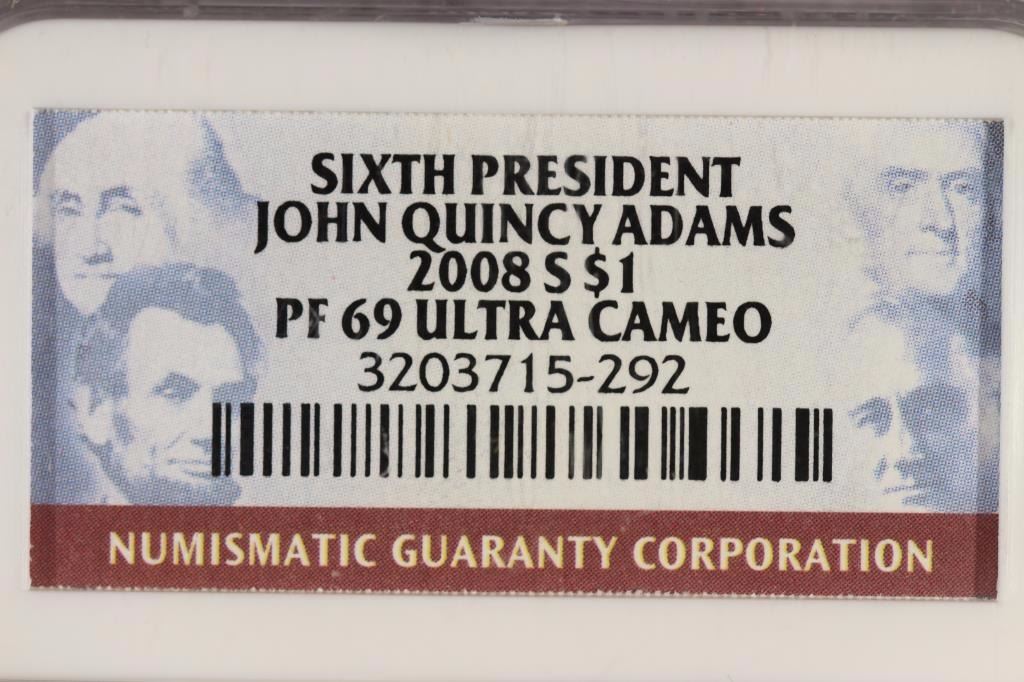 SIXTH PRESIDENT
JOHN QUINCY ADAMS
2008 S $1
PF 69 ULTRA CAMEO
3203715-292
NUMISMATIC GUARANTY CORPORATION